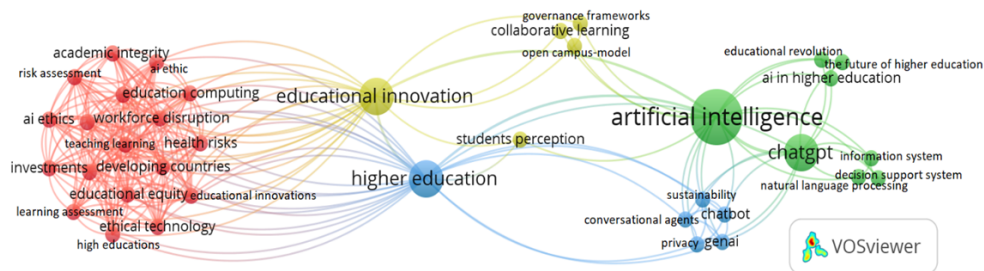 governance frameworks
collaborative learning
open campus-model
educational revolution
the future of higher education
ai in higher education
academic integrity
ai ethic
risk assessment
education computing
educational innovation
artificial intelligence
ai ethics
workforce disruption
teaching learning
health risks
students perception
chatgpt
information system
investments
developing countries
higher education
decision support system
natural language processing
educational equity
educational innovations
sustainability
learning assessment
chatbot
conversational agents
ethical technology
high educations
privacy
genai
VOSviewer